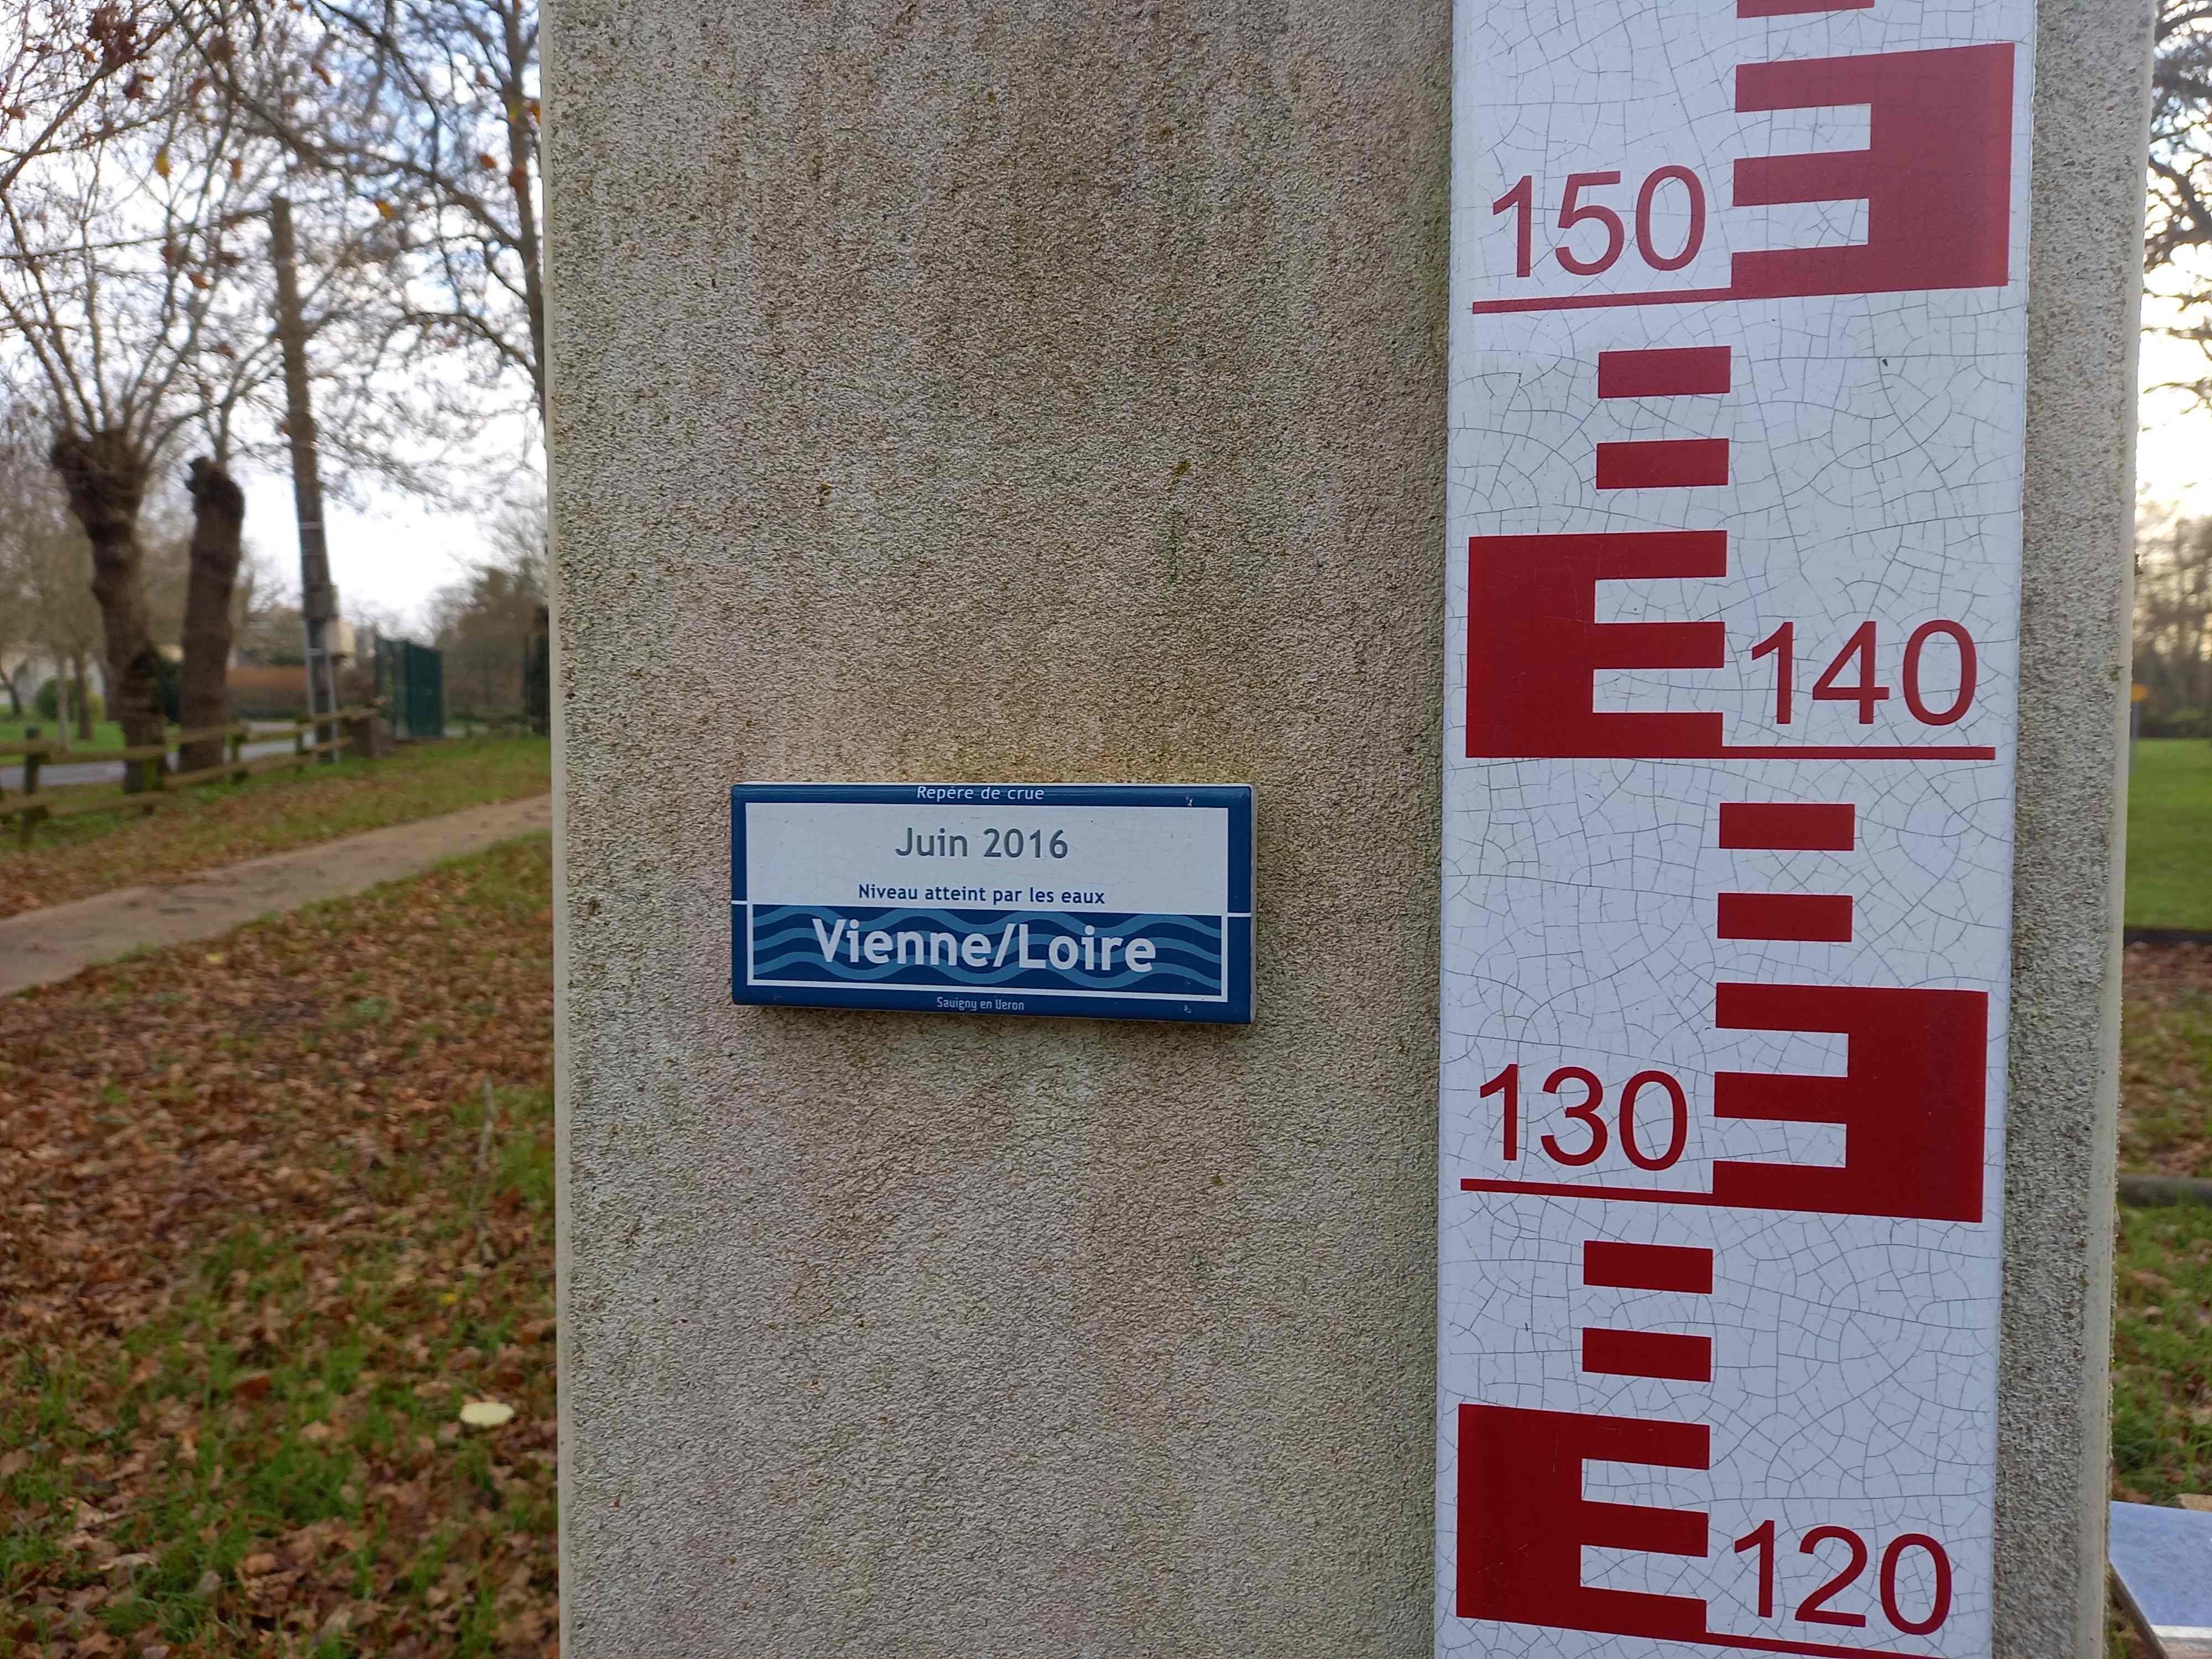 Repère de crue
Juin 2016
Niveau atteint par les eaux
Vienne/Loire
Savigny en Veron
150
140
130
120